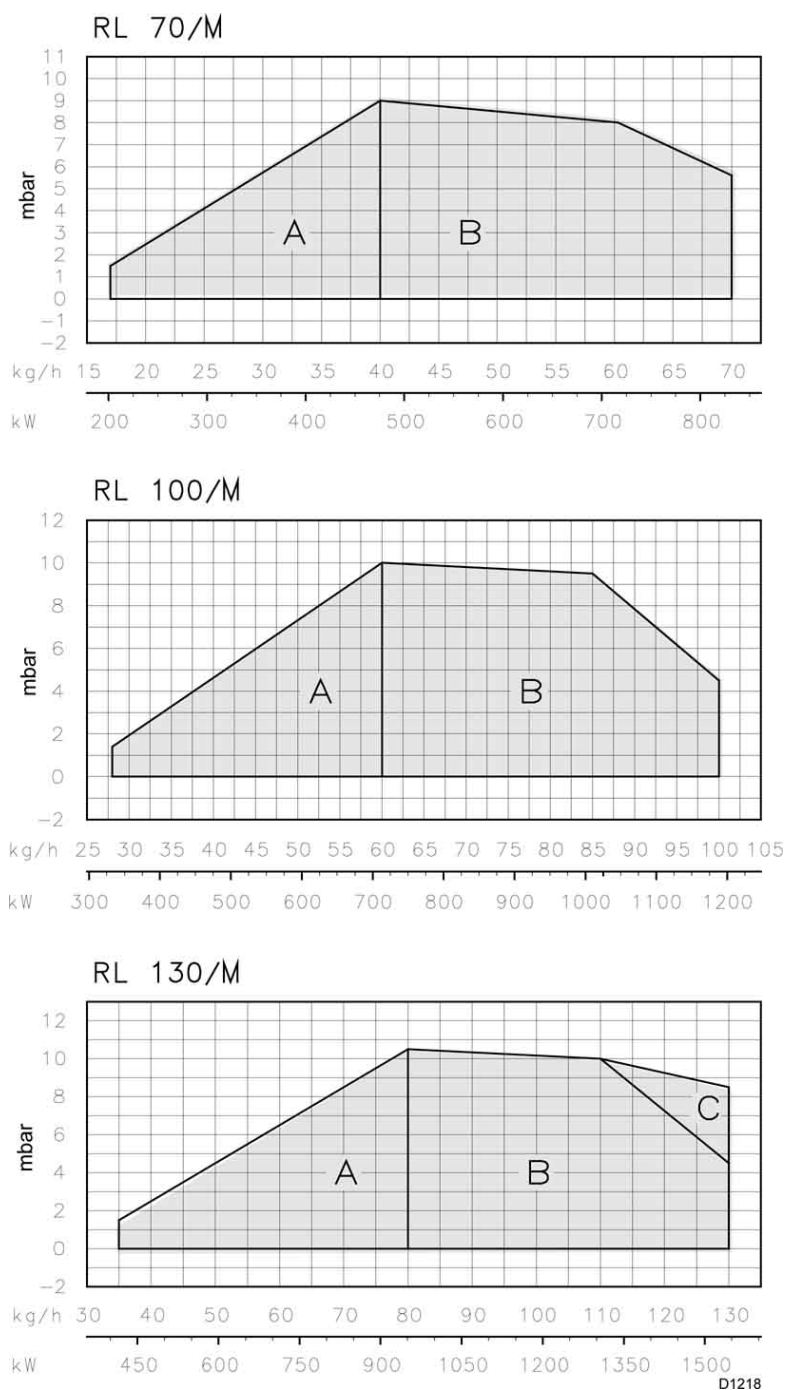 RL 70/M
11
10
9
8
7
6
5
4
3
2
1
0
−1
−2
mbar
A
B
kg/h 15 20 25 30 35 40 45 50 55 60 65 70
kW 200 300 400 500 600 700 800
RL 100/M
12
10
8
6
4
2
0
−2
mbar
A
B
kg/h 25 30 35 40 45 50 55 60 65 70 75 80 85 90 95 100 105
kW 300 400 500 600 700 800 900 1000 1100 1200
RL 130/M
12
10
8
6
4
2
0
−2
mbar
A
B
C
kg/h 30 40 50 60 70 80 90 100 110 120 130
kW 450 600 750 900 1050 1200 1350 1500
D1218